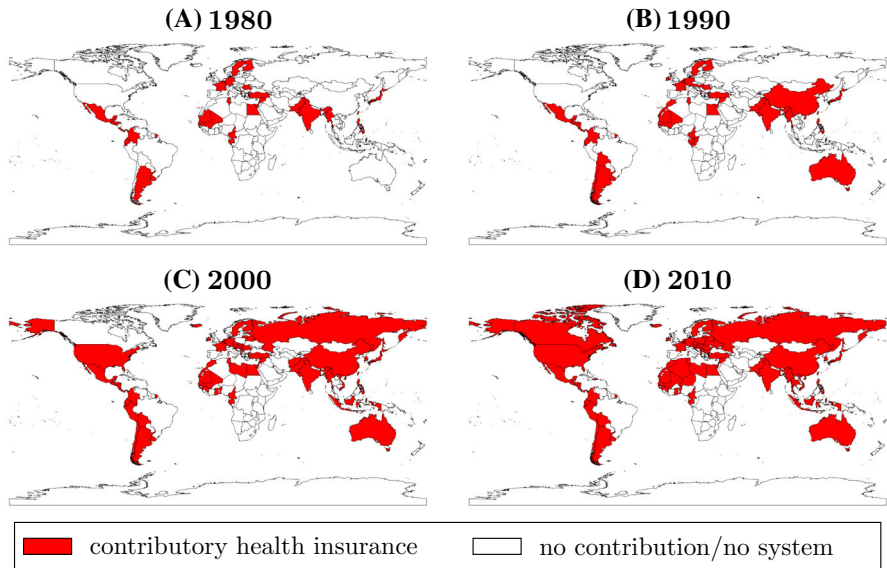 (A) 1980
(B) 1990
(C) 2000
(D) 2010
contributory health insurance
no contribution/no system